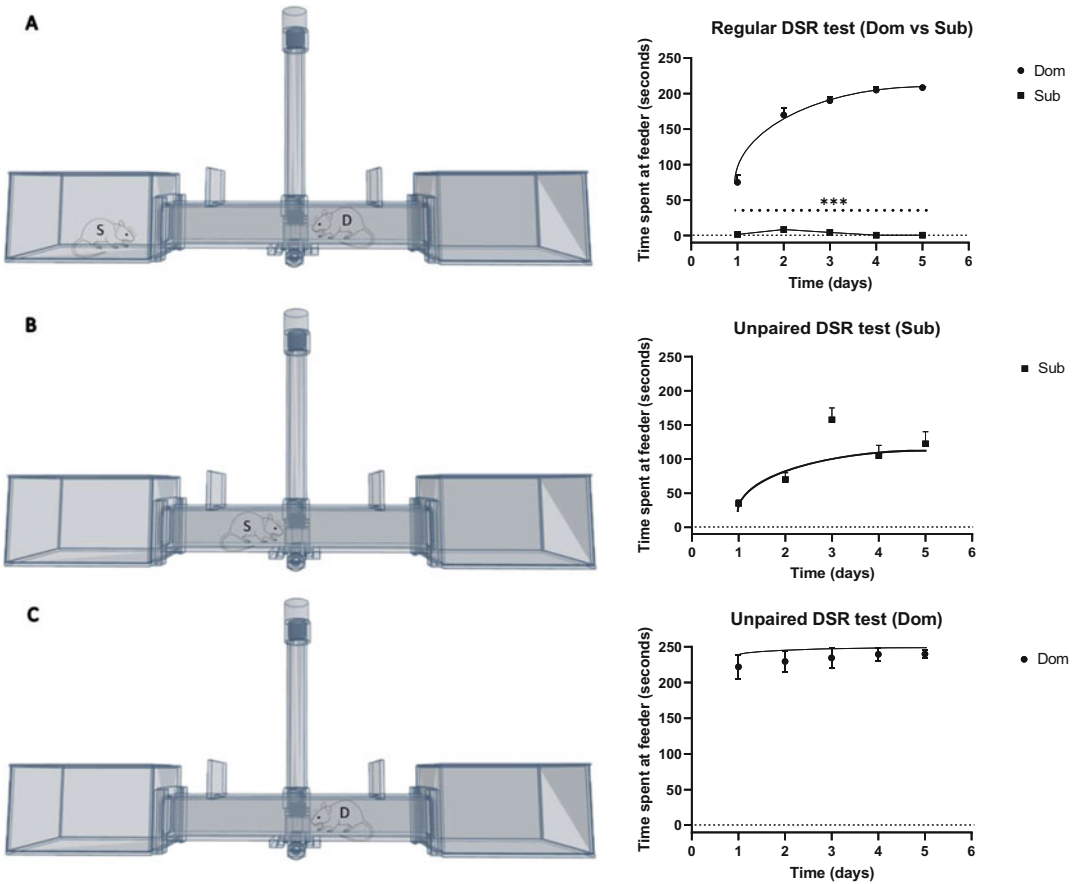 A
S
D
Regular DSR test (Dom vs Sub)
Time spent at feeder (seconds)
250
200
150
100
50
0
***
0 1 2 3 4 5 6
Time (days)
Dom
Sub
B
S
Unpaired DSR test (Sub)
Time spent at feeder (seconds)
250
200
150
100
50
0
0 1 2 3 4 5 6
Time (days)
Sub
C
D
Unpaired DSR test (Dom)
Time spent at feeder (seconds)
250
200
150
100
50
0
0 1 2 3 4 5 6
Time (days)
Dom